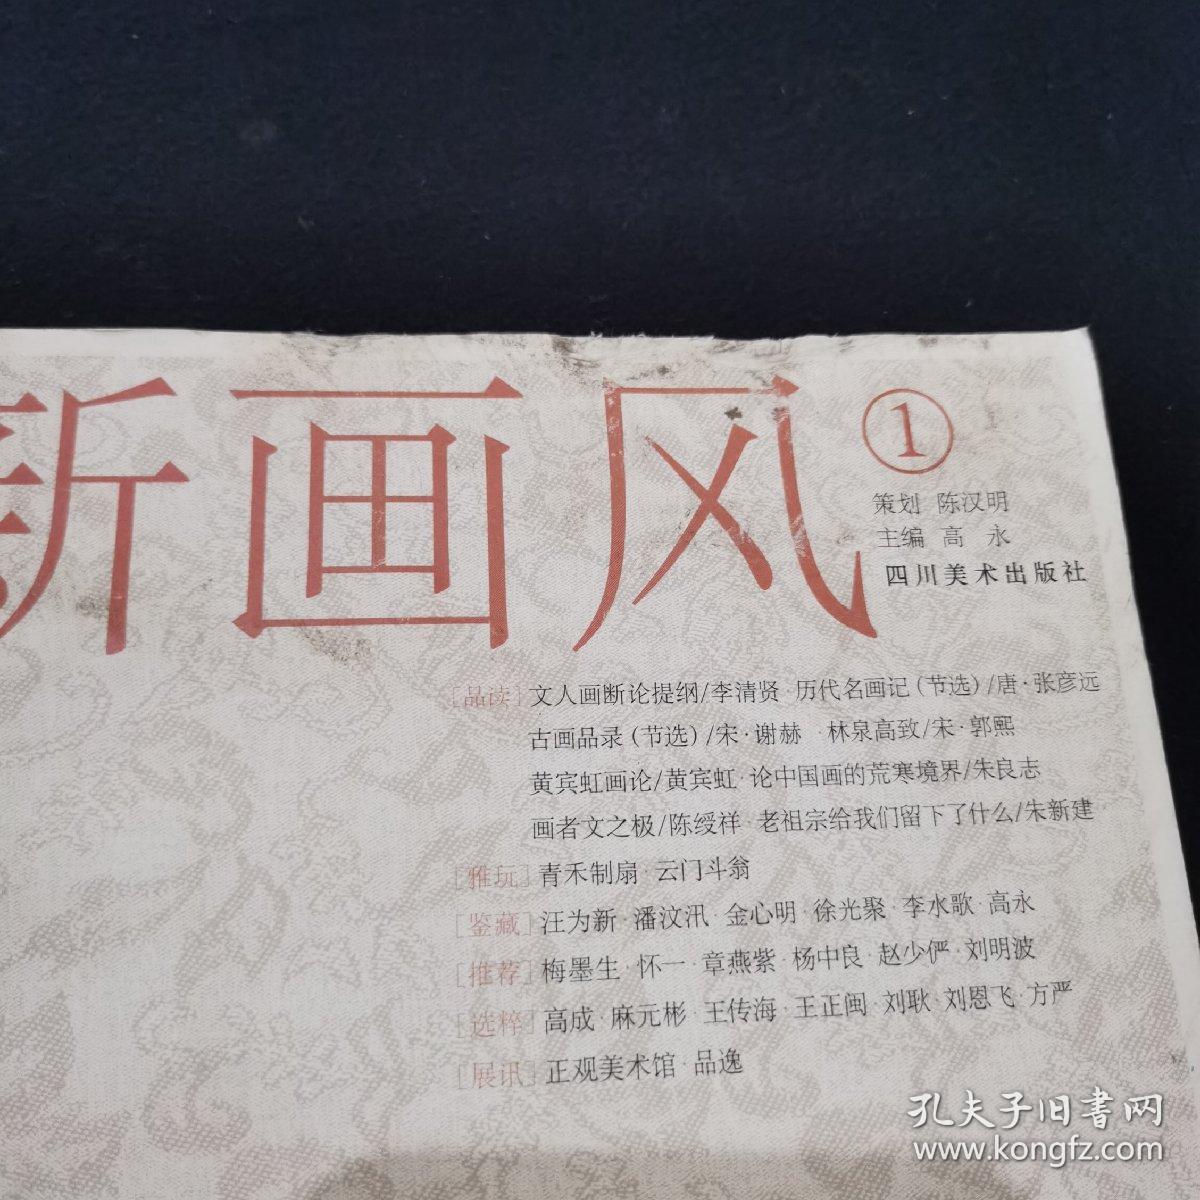 新画风
①
策划 陈汉明
主编 高 永
四川美术出版社
[品读] 文人画断论提纲/李清贤·历代名画记(节选)/唐·张彦远
古画品录(节选)/宋·谢赫 林泉高致/宋·郭熙
黄宾虹画论/黄宾虹·论中国画的荒寒境界/朱良志
画者文之极/陈绶祥·老祖宗给我们留下了什么/朱新建
[雅玩] 青禾制扇·云门斗翁
[鉴藏] 汪为新·潘汶汛·金心明·徐光聚·李水歌·高永
[推荐] 梅墨生·怀一·章燕紫·杨中良·赵少俨·刘明波
[选粹] 高成·麻元彬·王传海·王正闽·刘耿·刘恩飞·方严
[展讯] 正观美术馆·品逸
孔夫子旧书网
www.kongfz.com